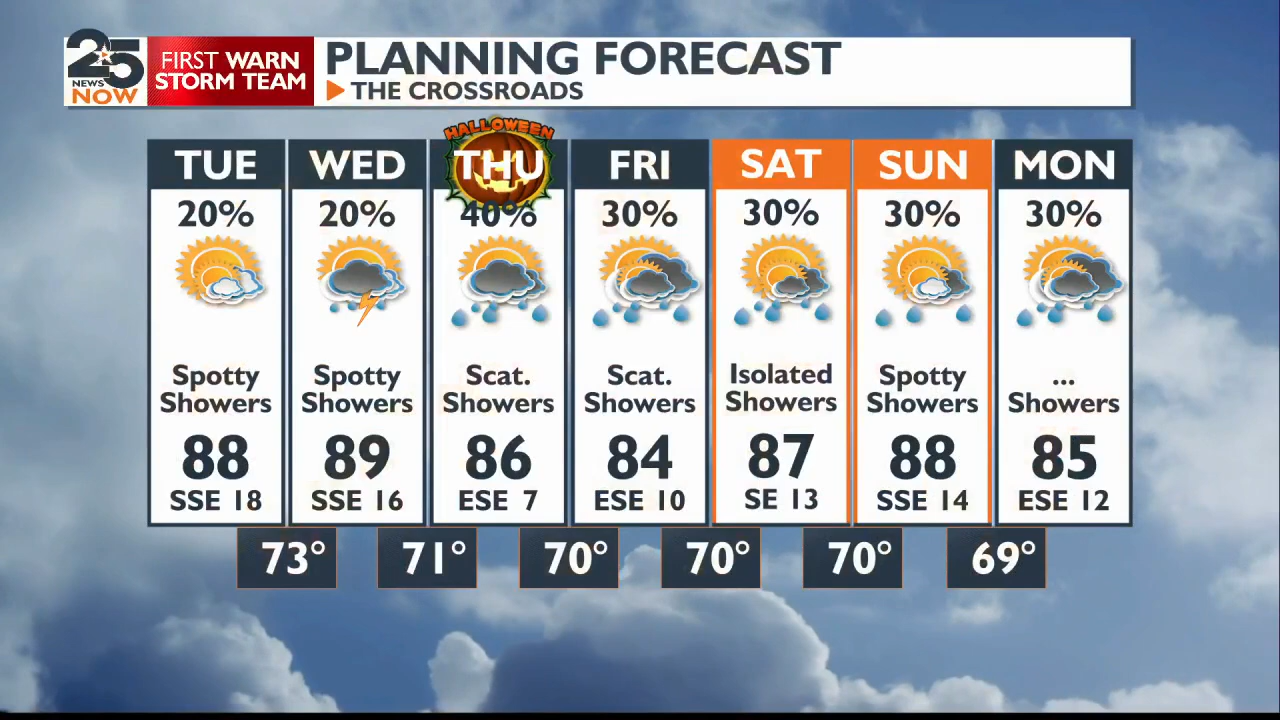 25
NEWS
NOW
FIRST WARN
STORM TEAM
PLANNING FORECAST
THE CROSSROADS
HALLOWEEN
TUE WED THU FRI SAT SUN MON
20% 20% 40% 30% 30% 30% 30%
Spotty Showers
Spotty Showers
Scat. Showers
Scat. Showers
Isolated Showers
Spotty Showers
... Showers
88 89 86 84 87 88 85
SSE 18 SSE 16 ESE 7 ESE 10 SE 13 SSE 14 ESE 12
73° 71° 70° 70° 70° 69°